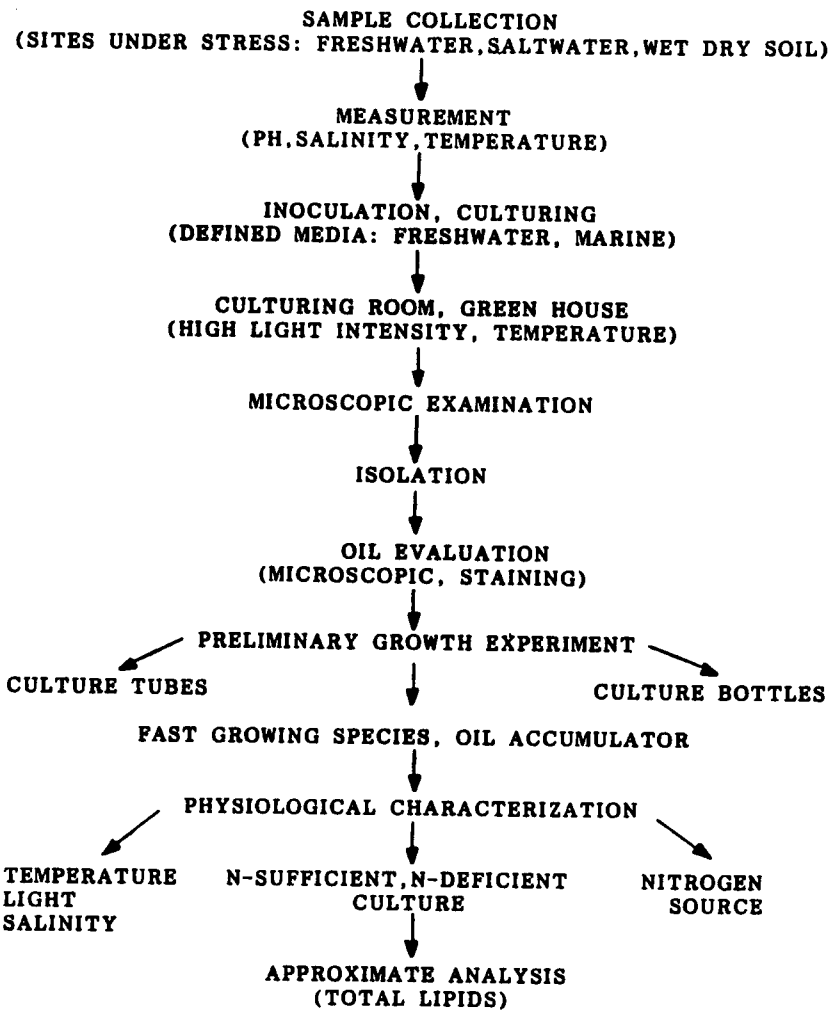 SAMPLE COLLECTION
(SITES UNDER STRESS: FRESHWATER,SALTWATER,WET DRY SOIL)
MEASUREMENT
(PH,SALINITY,TEMPERATURE)
INOCULATION, CULTURING
(DEFINED MEDIA: FRESHWATER, MARINE)
CULTURING ROOM, GREEN HOUSE
(HIGH LIGHT INTENSITY, TEMPERATURE)
MICROSCOPIC EXAMINATION
ISOLATION
OIL EVALUATION
(MICROSCOPIC, STAINING)
PRELIMINARY GROWTH EXPERIMENT
CULTURE TUBES
CULTURE BOTTLES
FAST GROWING SPECIES, OIL ACCUMULATOR
PHYSIOLOGICAL CHARACTERIZATION
TEMPERATURE
LIGHT
SALINITY
N-SUFFICIENT,N-DEFICIENT
CULTURE
NITROGEN
SOURCE
APPROXIMATE ANALYSIS
(TOTAL LIPIDS)